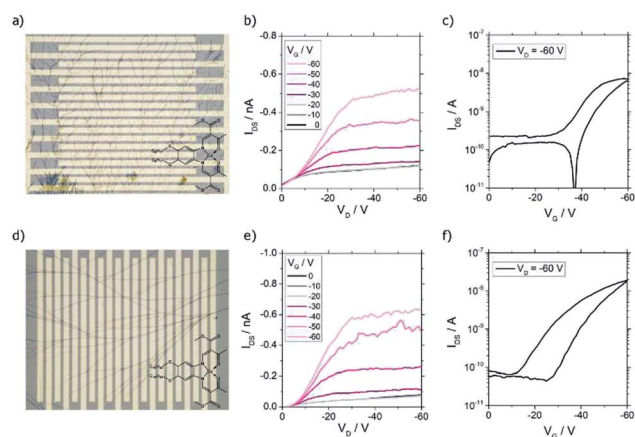 a)
b)
c)
-0.8
V_G / V
-60
-50
-40
-30
-20
-10
0
-0.6
-0.4
-0.2
0.0
I_DS / nA
0
-20
-40
-60
V_D / V
V_D = -60 V
10^-7
10^-8
10^-9
10^-10
10^-11
I_DS / A
0
-20
-40
-60
V_G / V
d)
e)
f)
-1.0
V_G / V
0
-10
-20
-30
-40
-50
-60
-0.8
-0.6
-0.4
-0.2
-0.0
I_DS / nA
0
-20
-40
-60
V_D / V
V_D = -60 V
10^-7
10^-8
10^-9
10^-10
10^-11
I_DS / A
0
-20
-40
-60
V_G / V